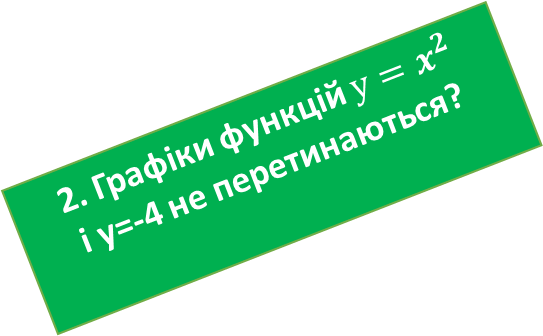 2. Графіки функцій y = x²
і y=-4 не перетинаються?